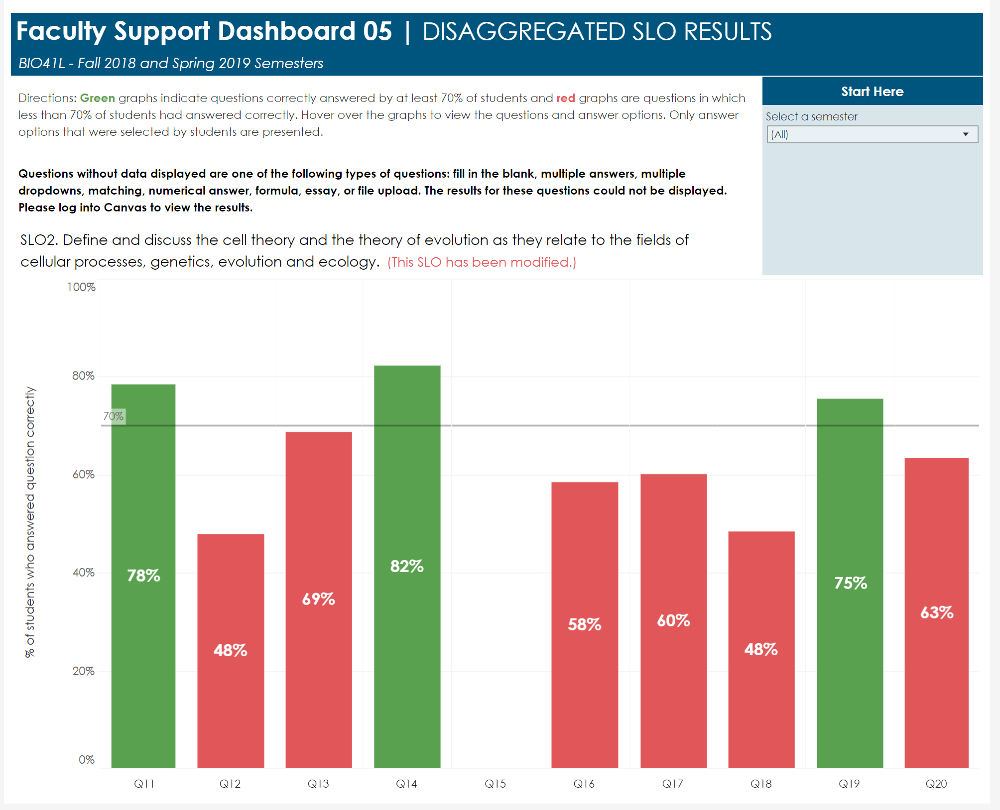 Faculty Support Dashboard 05 | DISAGGREGATED SLO RESULTS
BIO41L - Fall 2018 and Spring 2019 Semesters
Directions: Green graphs indicate questions correctly answered by at least 70% of students and red graphs are questions in which
less than 70% of students had answered correctly. Hover over the graphs to view the questions and answer options. Only answer
options that were selected by students are presented.
Start Here
Select a semester
(All)
Questions without data displayed are one of the following types of questions: fill in the blank, multiple answers, multiple
dropdowns, matching, numerical answer, formula, essay, or file upload. The results for these questions could not be displayed.
Please log into Canvas to view the results.
SLO2. Define and discuss the cell theory and the theory of evolution as they relate to the fields of
cellular processes, genetics, evolution and ecology. (This SLO has been modified.)
% of students who answered question correctly
100%
80%
70%
60%
40%
20%
0%
78%
48%
69%
82%
58%
60%
48%
75%
63%
Q11
Q12
Q13
Q14
Q15
Q16
Q17
Q18
Q19
Q20